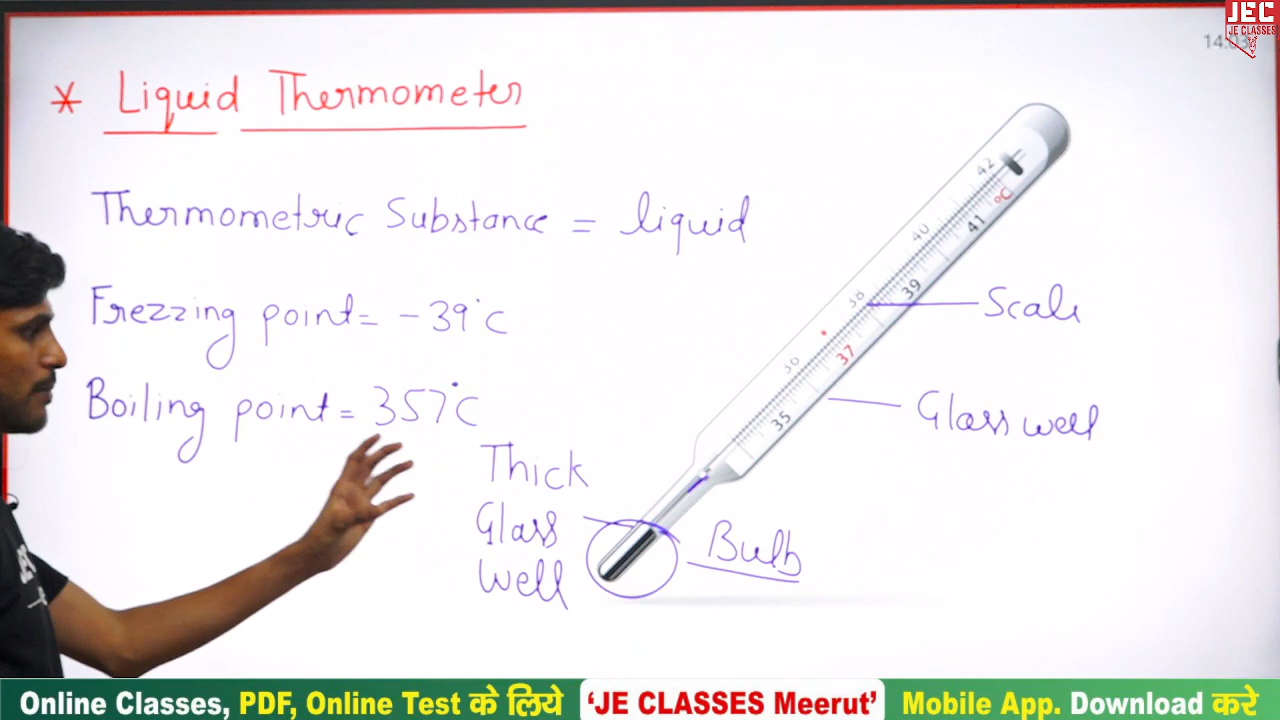 JEC
JE CLASSES
* Liquid Thermometer
Thermometric Substance = liquid
Frezzing point = -39°C
Boiling point = 357°C
Thick
Glass
Well
Bulb
Scale
Glass well
42
°C
41
40
39
38
37
36
35
Online Classes, PDF, Online Test के लिये 'JE CLASSES Meerut' Mobile App. Download करे